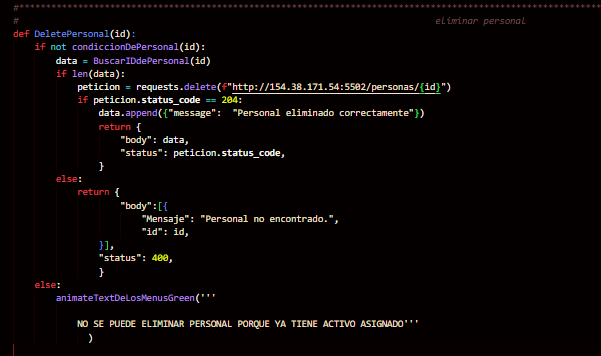 #***************************************************************************************************************
#                                                                              eliminar personal
def DeletePersonal(id):
    if not condiccionDePersonal(id):
        data = BuscarIDdePersonal(id)
        if len(data):
            peticion = requests.delete(f"http://154.38.171.54:5502/personas/{id}")
            if peticion.status_code == 204:
                data.append({"message":  "Personal eliminado correctamente"})
                return {
                    "body": data,
                    "status": peticion.status_code,
                }
        else:
            return {
                    "body":[{
                        "Mensaje": "Personal no encontrado.",
                        "id": id,
                }],
                "status": 400,
                }
    else:
        animateTextDeLosMenusGreen('''

            NO SE PUEDE ELIMINAR PERSONAL PORQUE YA TIENE ACTIVO ASIGNADO'''
              )